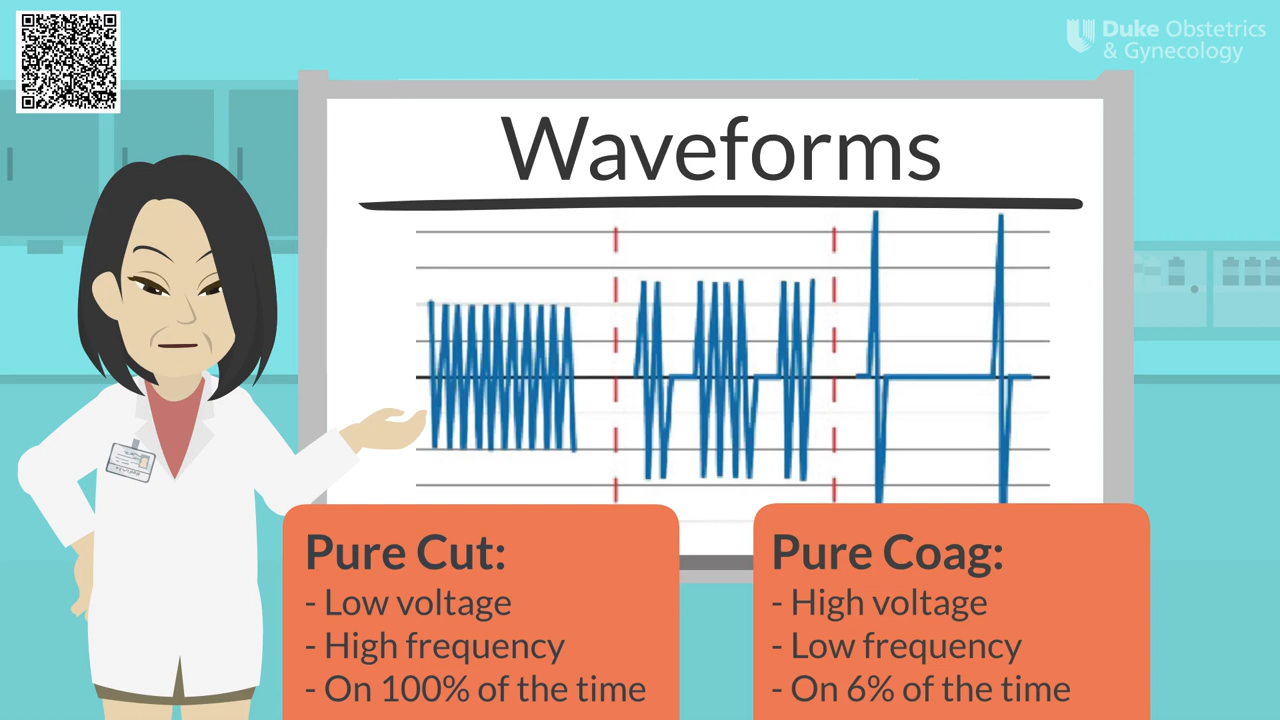 Duke Obstetrics
& Gynecology
Waveforms
Pure Cut:
- Low voltage
- High frequency
- On 100% of the time
Pure Coag:
- High voltage
- Low frequency
- On 6% of the time